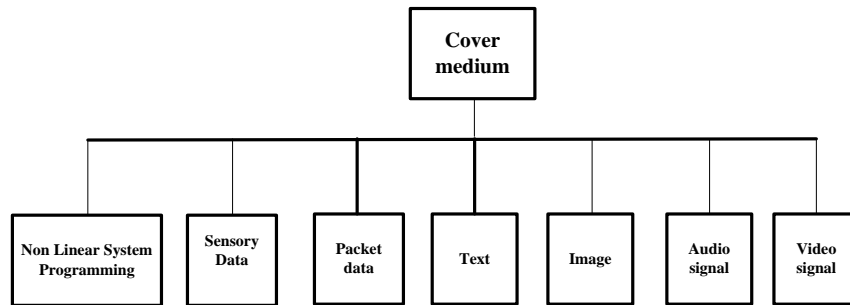 Cover
medium
Non Linear System
Programming
Sensory
Data
Packet
data
Text
Image
Audio
signal
Video
signal